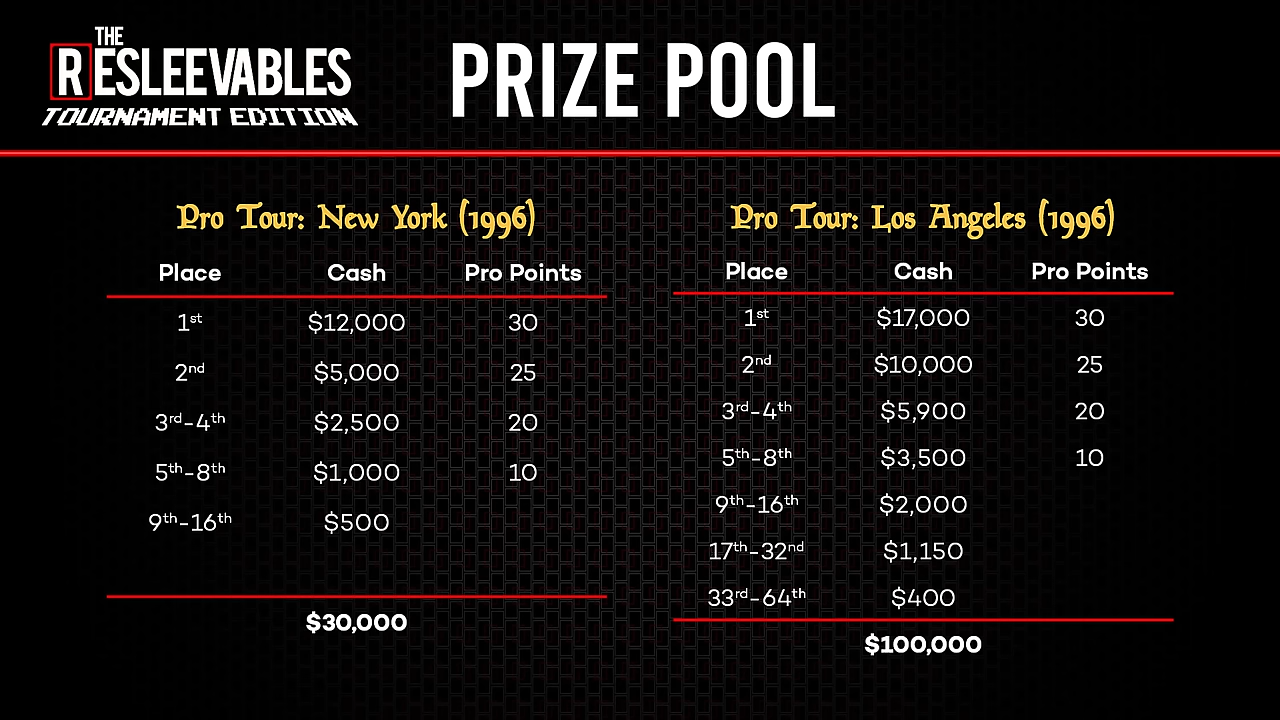 THE
RESLEEVABLES
TOURNAMENT EDITION
PRIZE POOL
Pro Tour: New York (1996)
Place Cash Pro Points
1st $12,000 30
2nd $5,000 25
3rd-4th $2,500 20
5th-8th $1,000 10
9th-16th $500
$30,000
Pro Tour: Los Angeles (1996)
Place Cash Pro Points
1st $17,000 30
2nd $10,000 25
3rd-4th $5,900 20
5th-8th $3,500 10
9th-16th $2,000
17th-32nd $1,150
33rd-64th $400
$100,000